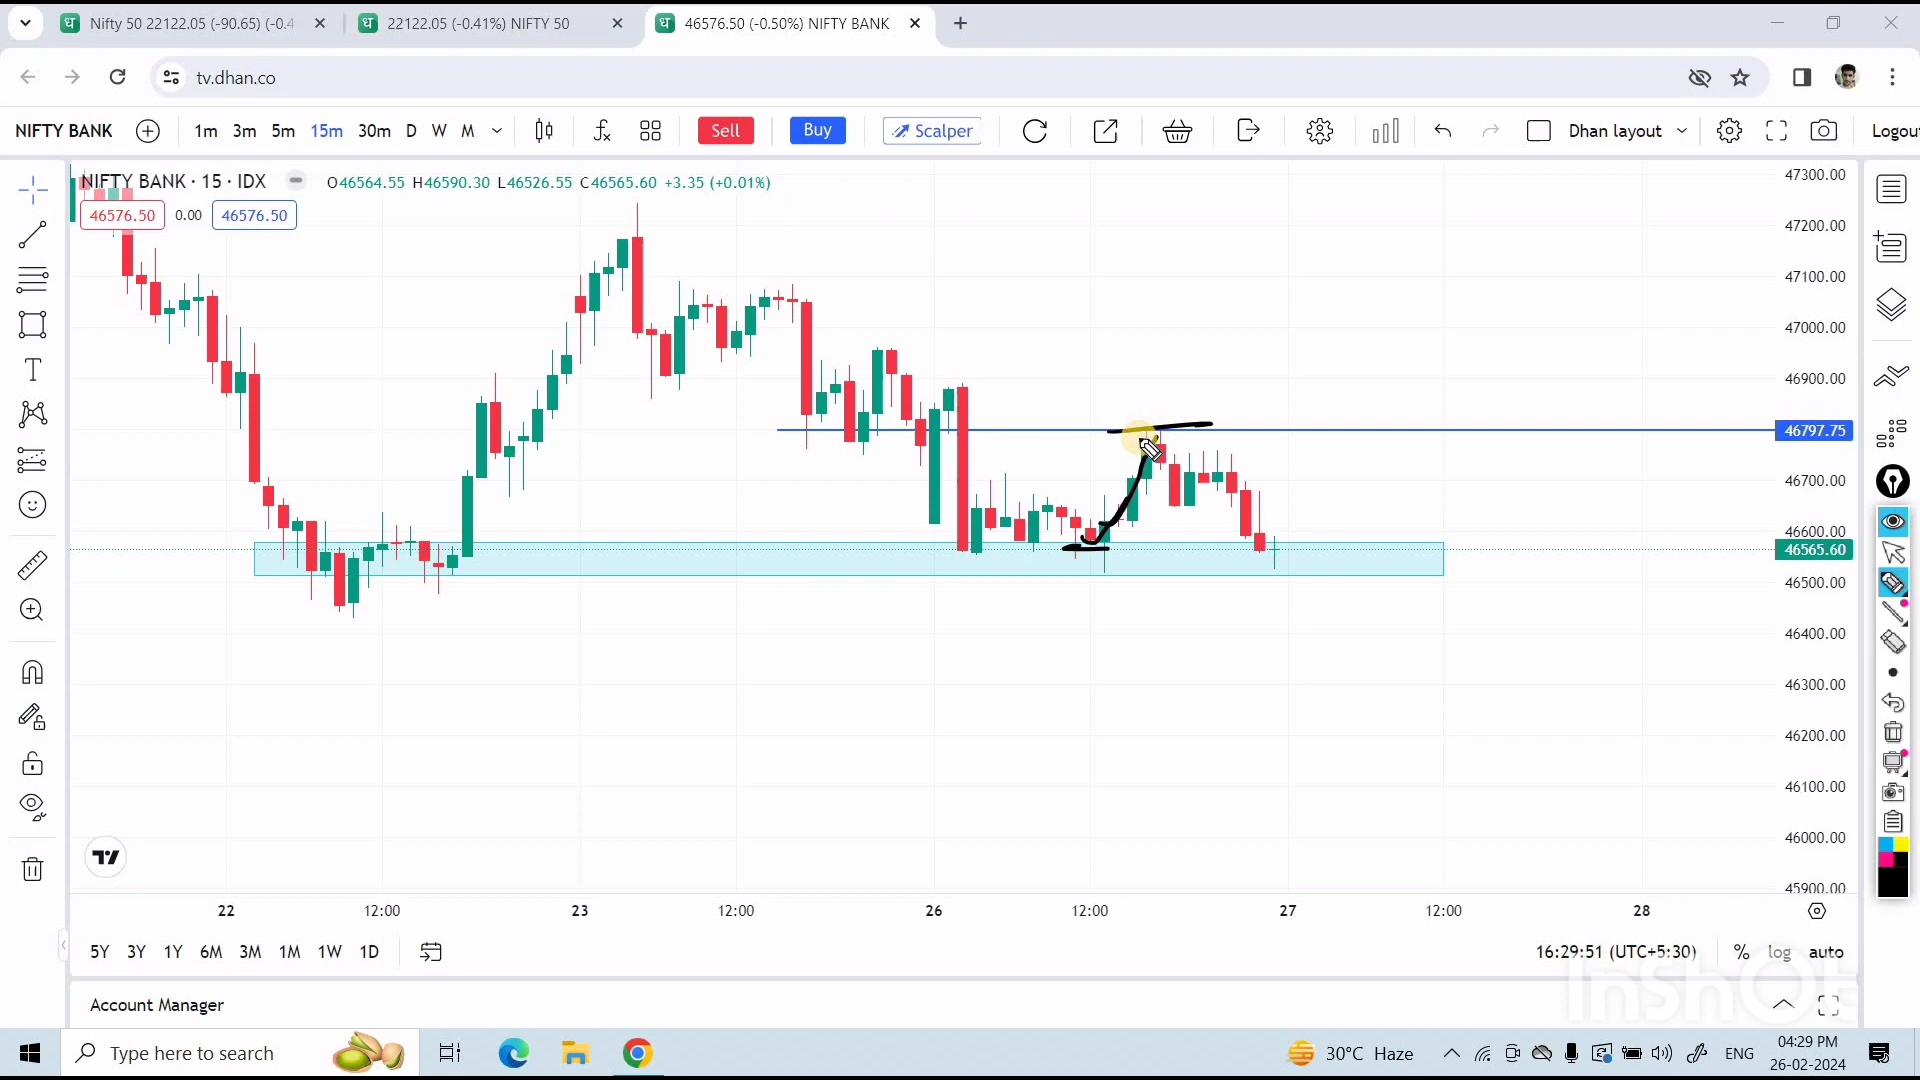 Nifty 50 22122.05 (-90.65) (-0.4
22122.05 (-0.41%) NIFTY 50
46576.50 (-0.50%) NIFTY BANK
tv.dhan.co
NIFTY BANK 1m 3m 5m 15m 30m D W M Sell Buy Scalper Dhan layout Logou
NIFTY BANK · 15 · IDX O46564.55 H46590.30 L46526.55 C46565.60 +3.35 (+0.01%)
46576.50 0.00 46576.50
47300.00
47200.00
47100.00
47000.00
46900.00
46797.75
46700.00
46600.00
46565.60
46500.00
46400.00
46300.00
46200.00
46100.00
46000.00
45900.00
22 12:00 23 12:00 26 12:00 27 12:00 28
5Y 3Y 1Y 6M 3M 1M 1W 1D 16:29:51 (UTC+5:30) % log auto
InShOt
Account Manager
Type here to search 30°C Haze ENG 04:29 PM
26-02-2024